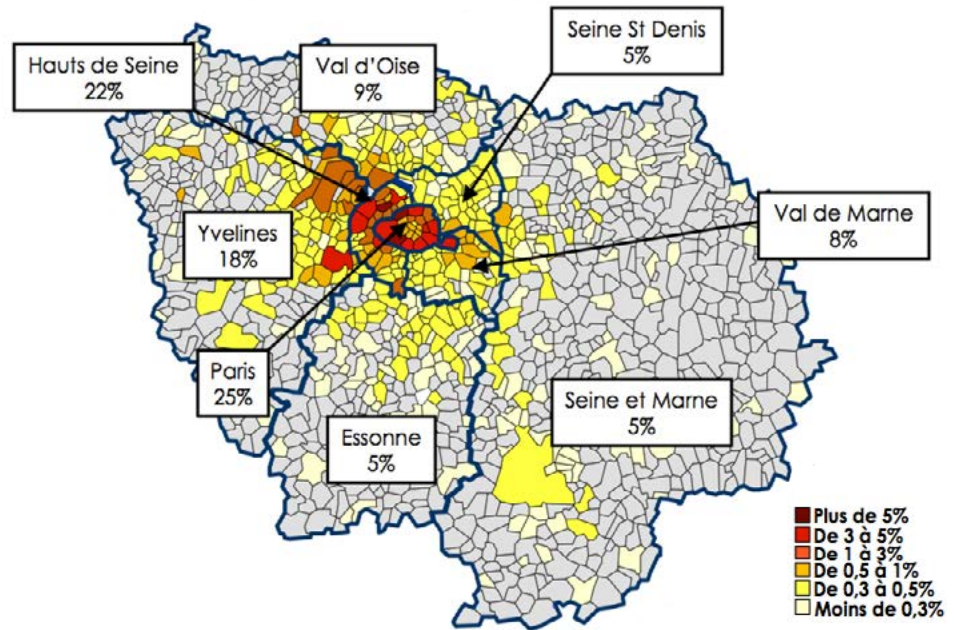 Seine St Denis
5%
Hauts de Seine
22%
Val d’Oise
9%
Val de Marne
8%
Yvelines
18%
Paris
25%
Essonne
5%
Seine et Marne
5%
Plus de 5%
De 3 à 5%
De 1 à 3%
De 0,5 à 1%
De 0,3 à 0,5%
Moins de 0,3%